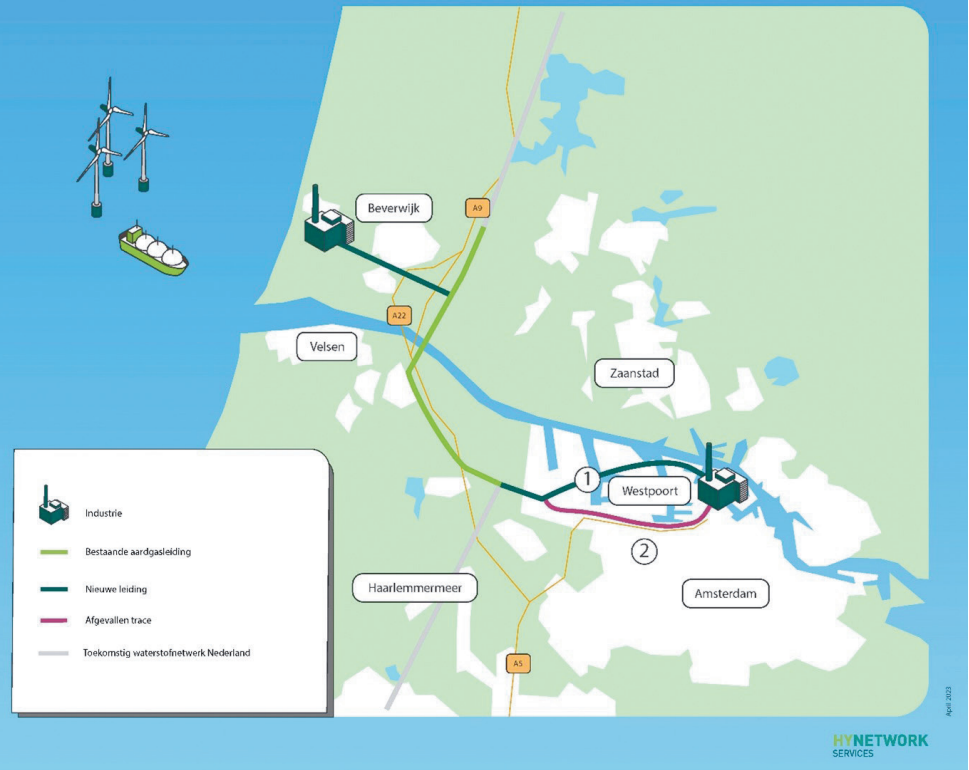 Beverwijk
A9
A22
Velsen
Zaanstad
1
Westpoort
2
Haarlemmermeer
Amsterdam
A5
Industrie
Bestaande aardgasleiding
Nieuwe leiding
Afgevallen trace
Toekomstig waterstofnetwerk Nederland
April 2023
HYNETWORK
SERVICES